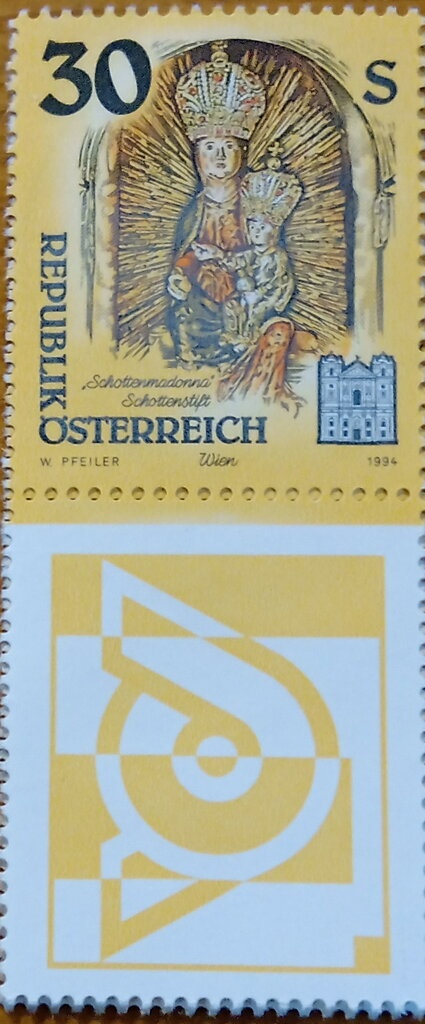 30 S
REPUBLIK
„Schottenmadonna“
Schottenstift
ÖSTERREICH
W. PFEILER Wien 1994